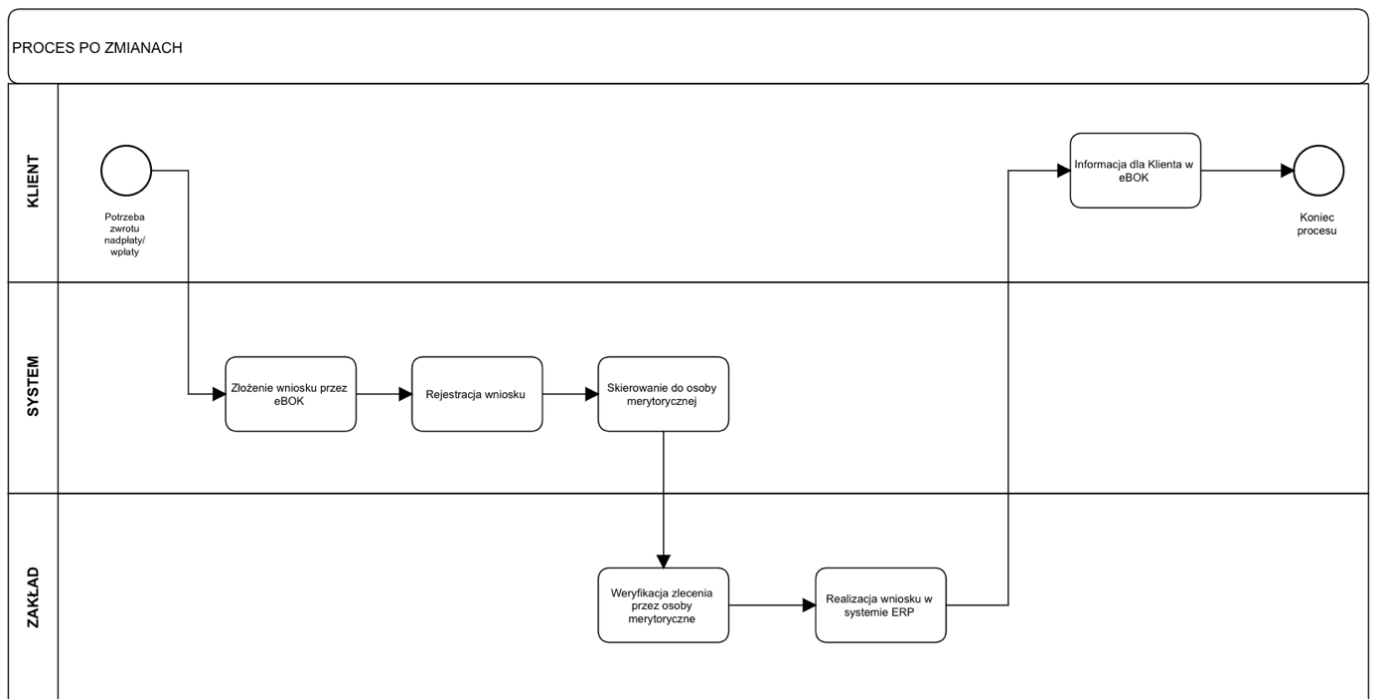 PROCES PO ZMIANACH
KLIENT
Potrzeba
zwrotu
nadpłaty/
wpłaty
Informacja dla Klienta w
eBOK
Koniec
procesu
SYSTEM
Złożenie wniosku przez
eBOK
Rejestracja wniosku
Skierowanie do osoby
merytorycznej
ZAKŁAD
Weryfikacja zlecenia
przez osoby
merytoryczne
Realizacja wniosku w
systemie ERP